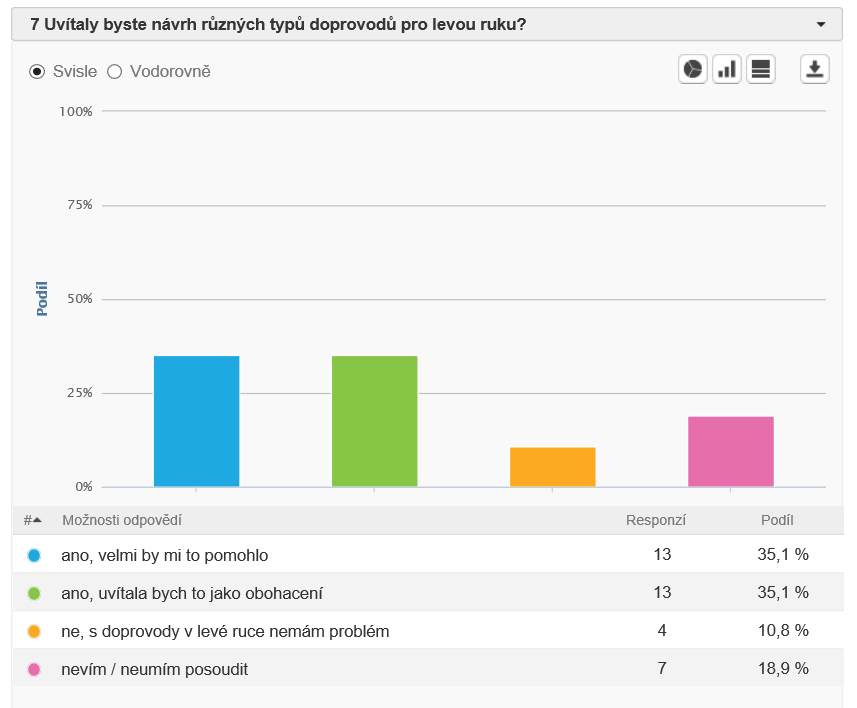 7 Uvítaly byste návrh různých typů doprovodů pro levou ruku?
Svisle Vodorovně
100%
75%
50%
25%
0%
Podíl
# Možnosti odpovědí Responzí Podíl
ano, velmi by mi to pomohlo 13 35,1 %
ano, uvítala bych to jako obohacení 13 35,1 %
ne, s doprovody v levé ruce nemám problém 4 10,8 %
nevím / neumím posoudit 7 18,9 %